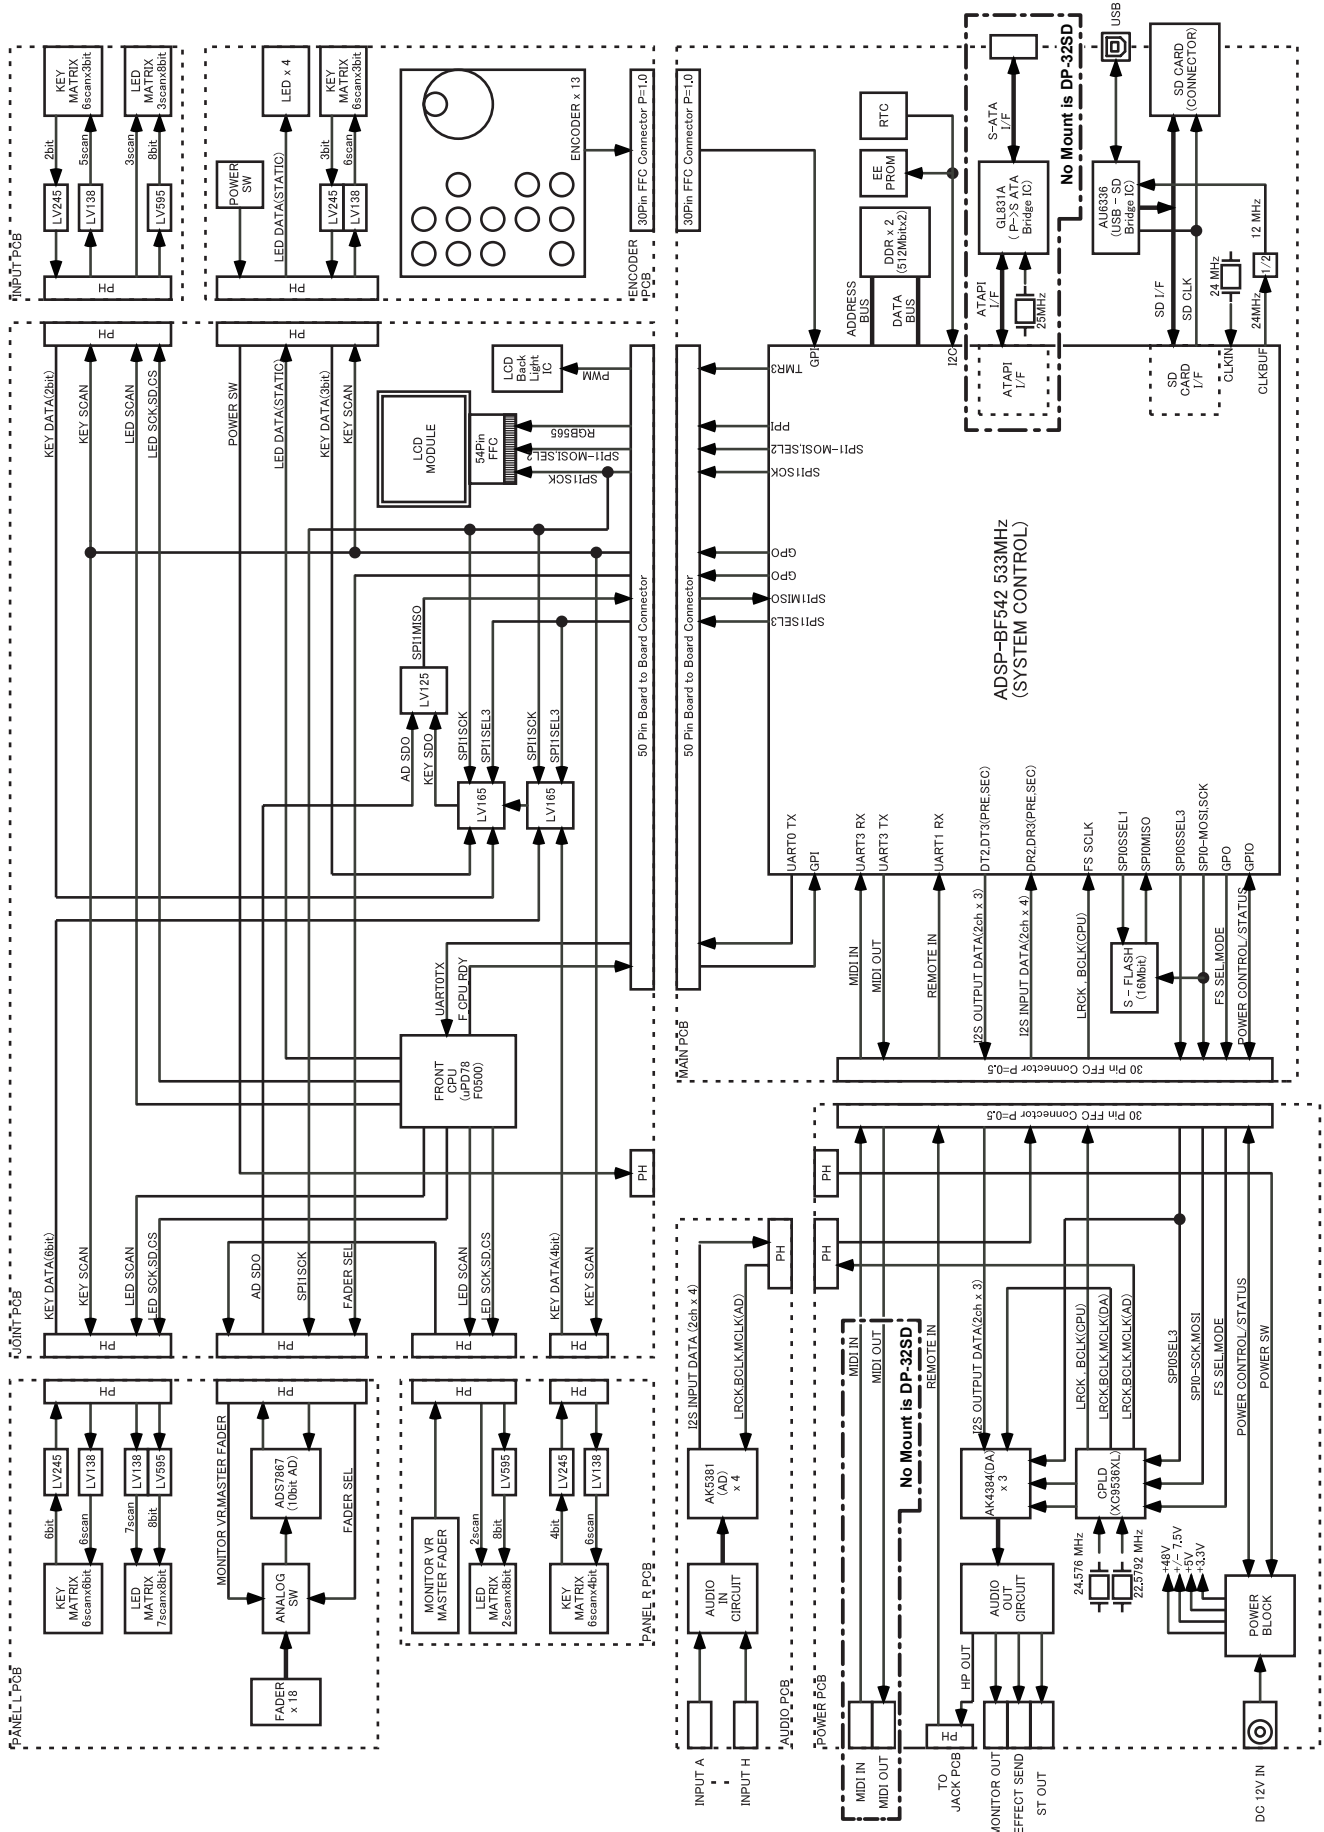 INPUT PCB
KEY
MATRIX
6scanx3bit
LED
MATRIX
3scanx8bit
2bit
5scan
3scan
8bit
LV245
LV138
LV595
PH
POWER
SW
LED x 4
KEY
MATRIX
6scanx3bit
LED DATA(STATIC)
3bit
6scan
LV245
LV138
PH
ENCODER x 13
ENCODER
PCB
30Pin FFC Connector P=1.0
30Pin FFC Connector P=1.0
JOINT PCB
PH
KEY DATA(2bit)
KEY SCAN
LED SCAN
LED SCK,SD,CS
PH
POWER SW
LED DATA(STATIC)
KEY DATA(3bit)
KEY SCAN
LCD
MODULE
54Pin
FFC
LCD
Back
Light
IC
PWM
RGB565
SPI1-MOSI,SEL2
SPI1SCK
SPI1MISO
LV125
AD SDO
KEY SDO
SPI1SCK
SPI1SEL3
SPI1SCK
SPI1SEL3
LV165
LV165
50 Pin Board to Board Connector
UART0TX
F_CPU_RDY
FRONT
CPU
(uPD78
F0500)
PH
KEY DATA(6bit)
KEY SCAN
LED SCAN
LED SCK,SD,CS
PH
AD SDO
SPI1SCK
FADER SEL
PH
LED SCAN
LED SCK,SD,CS
PH
KEY DATA(4bit)
KEY SCAN
PH
PANEL L PCB
PH
LV245
LV138
LV138
LV595
6bit
6scan
7scan
8bit
KEY
MATRIX
6scanx6bit
LED
MATRIX
7scanx8bit
PH
MONITOR VR,MASTER FADER
ADS7867
(10bit AD)
FADER SEL
ANALOG
SW
FADER
x 18
PANEL R PCB
PH
MONITOR VR
MASTER FADER
LV595
2scan
8bit
LED
MATRIX
2scanx8bit
PH
LV245
LV138
4bit
6scan
KEY
MATRIX
6scanx4bit
MAIN PCB
50 Pin Board to Board Connector
ADSP-BF542 533MHz
(SYSTEM CONTROL)
TMR3
PPI
SPI1-MOSI,SEL2
SPI1SCK
GPO
GPO
SPI1MISO
SPI1SEL3
GPI
RTC
EE
PROM
DDR x 2
(512Mbitx2)
ADDRESS
BUS
DATA
BUS
I2C
S-ATA
I/F
GL831A
( P->S ATA
Bridge IC)
ATAPI
I/F
25MHz
ATAPI
I/F
No Mount is DP-32SD
USB
AU6336
(USB - SD
Bridge IC)
SD CARD
(CONNECTOR)
SD I/F
SD CLK
SD
CARD
I/F
12 MHz
24 MHz
1/2
24MHz
CLKIN
CLKBUF
UART0 TX
GPI
UART3 RX
UART3 TX
UART1 RX
DT2,DT3(PRE,SEC)
DR2,DR3(PRE,SEC)
FS SCLK
SPI0SSEL1
SPI0MISO
SPI0SSEL3
SPI0-MOSI,SCK
GPO
GPIO
MIDI IN
MIDI OUT
REMOTE IN
I2S OUTPUT DATA(2ch x 3)
I2S INPUT DATA(2ch x 4)
LRCK , BCLK(CPU)
S - FLASH
(16Mbit)
FS SEL,MODE
POWER CONTROL/STATUS
30 Pin FFC Connector P=0.5
AUDIO PCB
PH
I2S INPUT DATA (2ch x 4)
LRCK,BCLK,MCLK(AD)
AK5381
(AD)
x 4
AUDIO
IN
CIRCUIT
INPUT A
INPUT H
POWER PCB
30 Pin FFC Connector P=0.5
PH
PH
MIDI IN
MIDI OUT
No Mount is DP-32SD
REMOTE IN
I2S OUTPUT DATA(2ch x 3)
LRCK , BCLK(CPU)
LRCK,BCLK,MCLK(DA)
LRCK,BCLK,MCLK(AD)
SPI0SEL3
SPI0-SCK,MOSI
FS SEL,MODE
POWER CONTROL/STATUS
POWER SW
AK4384(DA)
x 3
CPLD
(XC9536XL)
24.576 MHz
22.5792 MHz
+48V
+/- 7.5V
+5V
+3.3V
AUDIO
OUT
CIRCUIT
POWER
BLOCK
HP OUT
PH
MIDI IN
MIDI OUT
TO
JACK PCB
MONITOR OUT
EFFECT SEND
ST OUT
DC 12V IN